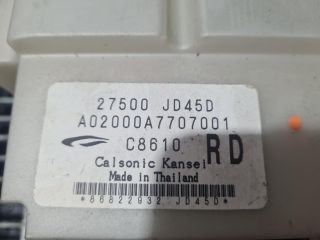 27500 JD45D
A02000A7707001
C8610 RD
Calsonic Kansei
Made in Thailand
*86822932 JD45D*